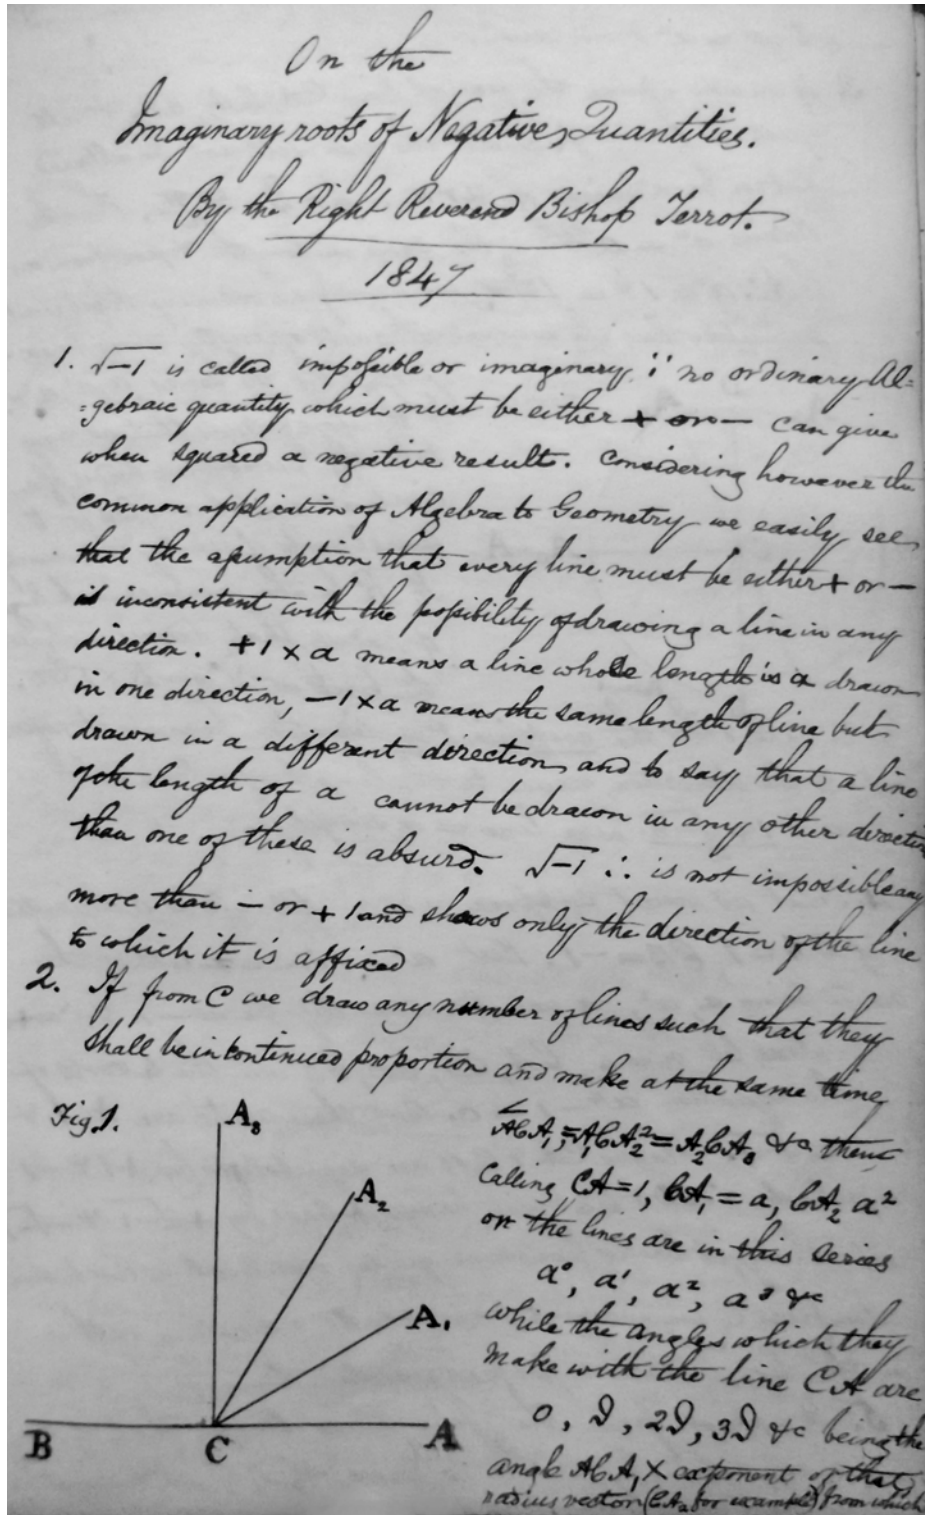 On the
Imaginary roots of Negative Quantities.
By the Right Reverend Bishop Terrot.
1847
1. √-1 is called impossible or imaginary ∵ no ordinary Al=
=gebraic quantity which must be either + or - can give
when squared a negative result. Considering however the
common application of Algebra to Geometry we easily see
that the assumption that every line must be either + or -
is inconsistent with the possibility of drawing a line in any
direction. +1 × a means a line whose length is a drawn
in one direction, -1 × a means the same length of line but
drawn in a different direction and to say that a line
of the length of a cannot be drawn in any other direction
than one of these is absurd. √-1 ∴ is not impossible any
more than - or + 1 and shows only the direction of the line
to which it is affixed
2. If from C we draw any number of lines such that they
shall be in continued proportion and make at the same time
Fig. 1.
A₃
A₂
A₁
B
C
A
∠ACA₁ = A₁CA₂ = A₂CA₃ &c then
calling CA = 1, CA₁ = a, CA₂ a²
or the lines are in this series
a⁰, a¹, a², a³ &c
while the angles which they
make with the line CA are
0, ϑ, 2ϑ, 3ϑ &c being the
angle ACA₁ × exponent of that
radius vector (CA₂ for example) from which